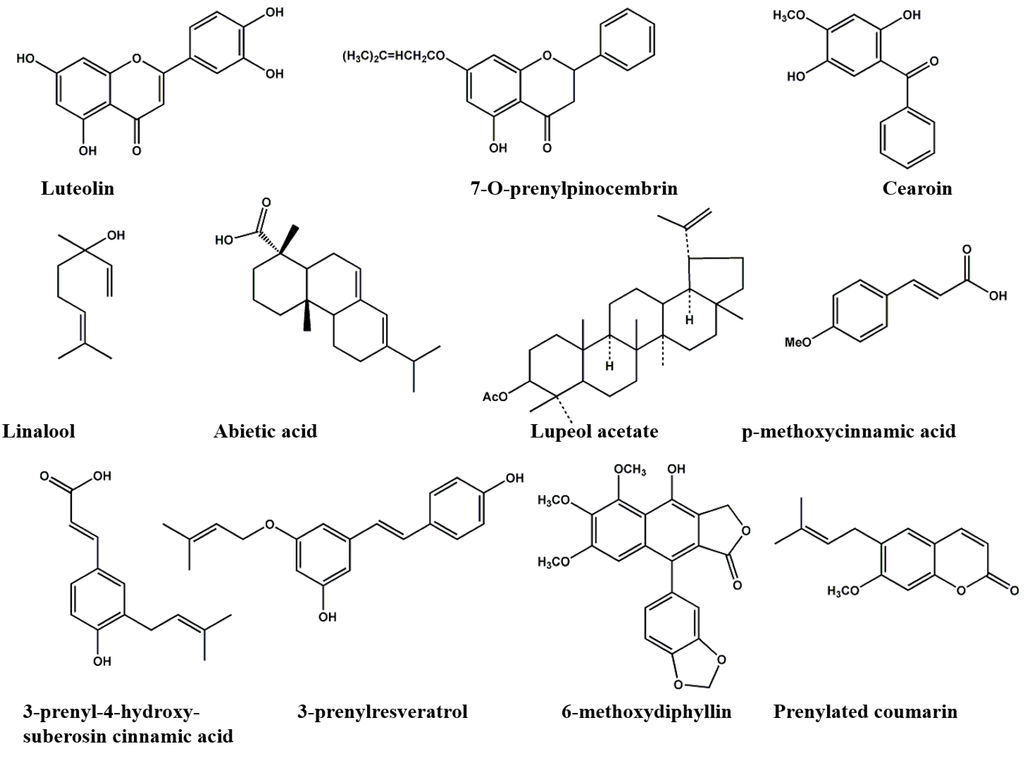 OH
HO
O
OH
OH
O
Luteolin
(H₃C)₂C=HCH₂CO
O
OH
O
7-O-prenylpinocembrin
H₃CO
OH
HO
O
Cearoin
OH
Linalool
O
HO
Abietic acid
H
H
AcO
Lupeol acetate
O
OH
MeO
p-methoxycinnamic acid
O
OH
OH
3-prenyl-4-hydroxy-
suberosin cinnamic acid
OH
O
OH
3-prenylresveratrol
OCH₃
OH
H₃CO
O
H₃CO
O
O
O
6-methoxydiphyllin
H₃CO
O
O
Prenylated coumarin